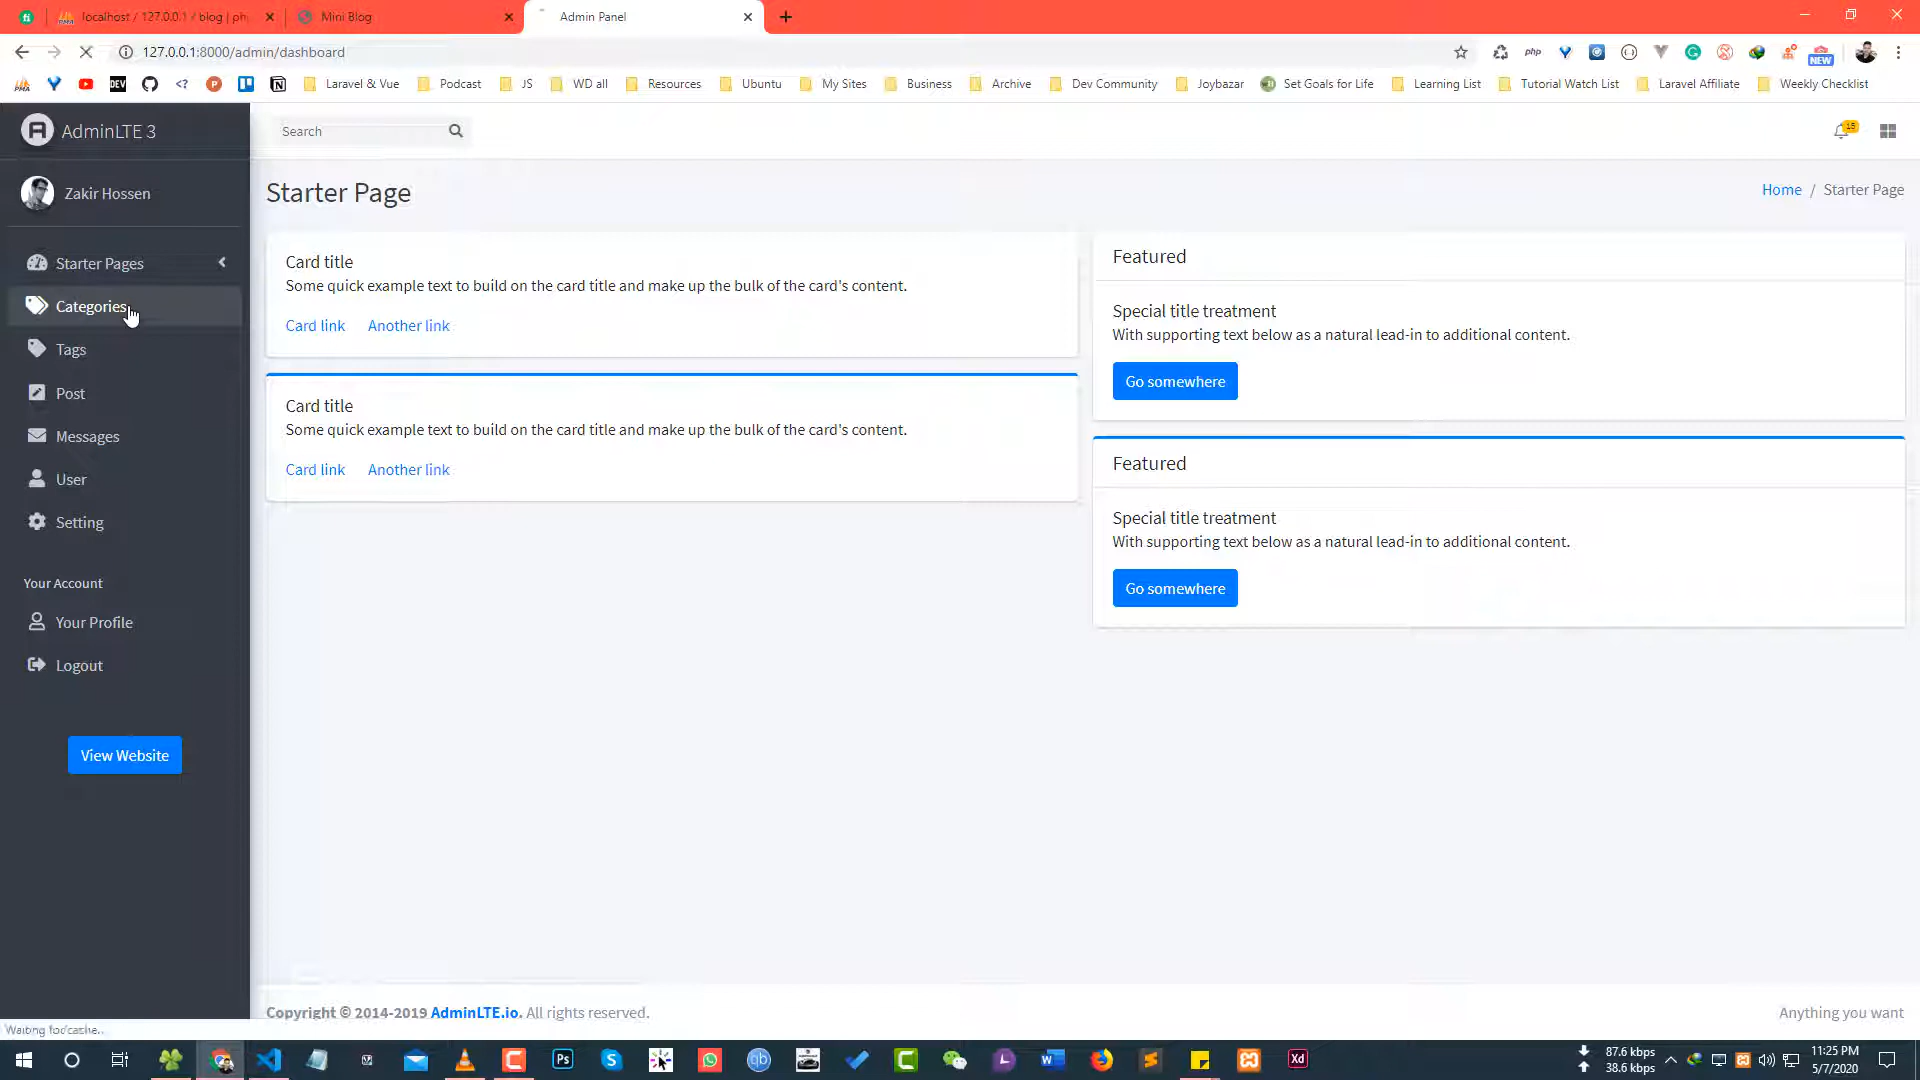 localhost / 127.0.0.1 / blog | php
Mini Blog
Admin Panel
127.0.0.1:8000/admin/dashboard
php
NEW
PMA
DEV
Laravel & Vue
Podcast
JS
WD all
Resources
Ubuntu
My Sites
Business
Archive
Dev Community
Joybazar
Set Goals for Life
Learning List
Tutorial Watch List
Laravel Affiliate
Weekly Checklist
AdminLTE 3
Search
15
Zakir Hossen
Starter Page
Home / Starter Page
Starter Pages
Categories
Tags
Post
Messages
User
Setting
Your Account
Your Profile
Logout
View Website
Card title
Some quick example text to build on the card title and make up the bulk of the card's content.
Card link
Another link
Card title
Some quick example text to build on the card title and make up the bulk of the card's content.
Card link
Another link
Featured
Special title treatment
With supporting text below as a natural lead-in to additional content.
Go somewhere
Featured
Special title treatment
With supporting text below as a natural lead-in to additional content.
Go somewhere
Copyright © 2014-2019 AdminLTE.io. All rights reserved.
Anything you want
Waiting for cache...
87.6 kbps
38.6 kbps
11:25 PM
5/7/2020